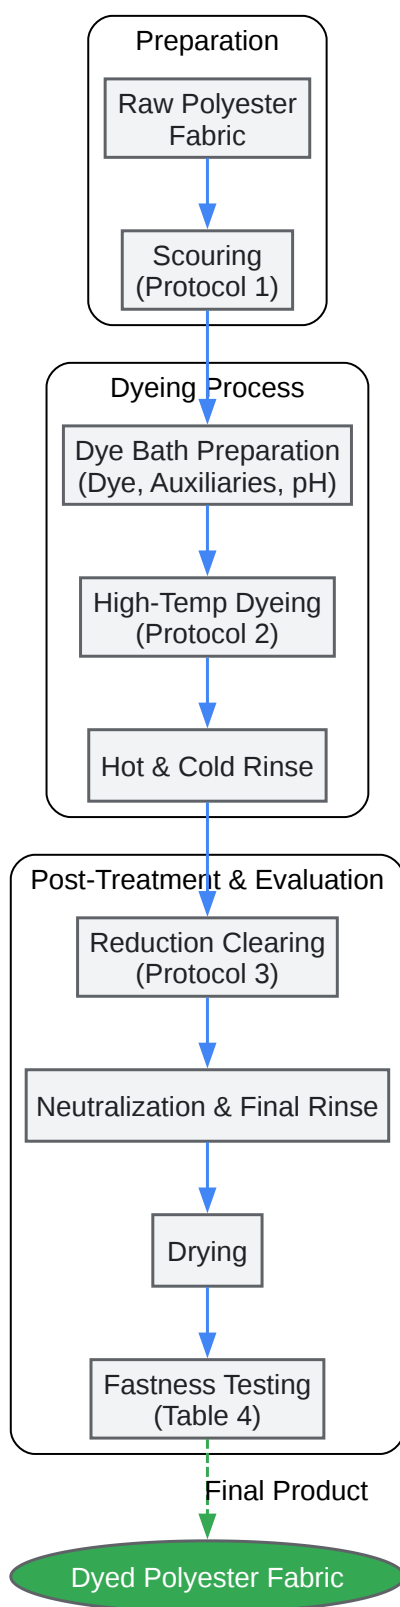 Preparation
Raw Polyester
Fabric
Scouring
(Protocol 1)
Dyeing Process
Dye Bath Preparation
(Dye, Auxiliaries, pH)
High-Temp Dyeing
(Protocol 2)
Hot & Cold Rinse
Post-Treatment & Evaluation
Reduction Clearing
(Protocol 3)
Neutralization & Final Rinse
Drying
Fastness Testing
(Table 4)
Final Product
Dyed Polyester Fabric